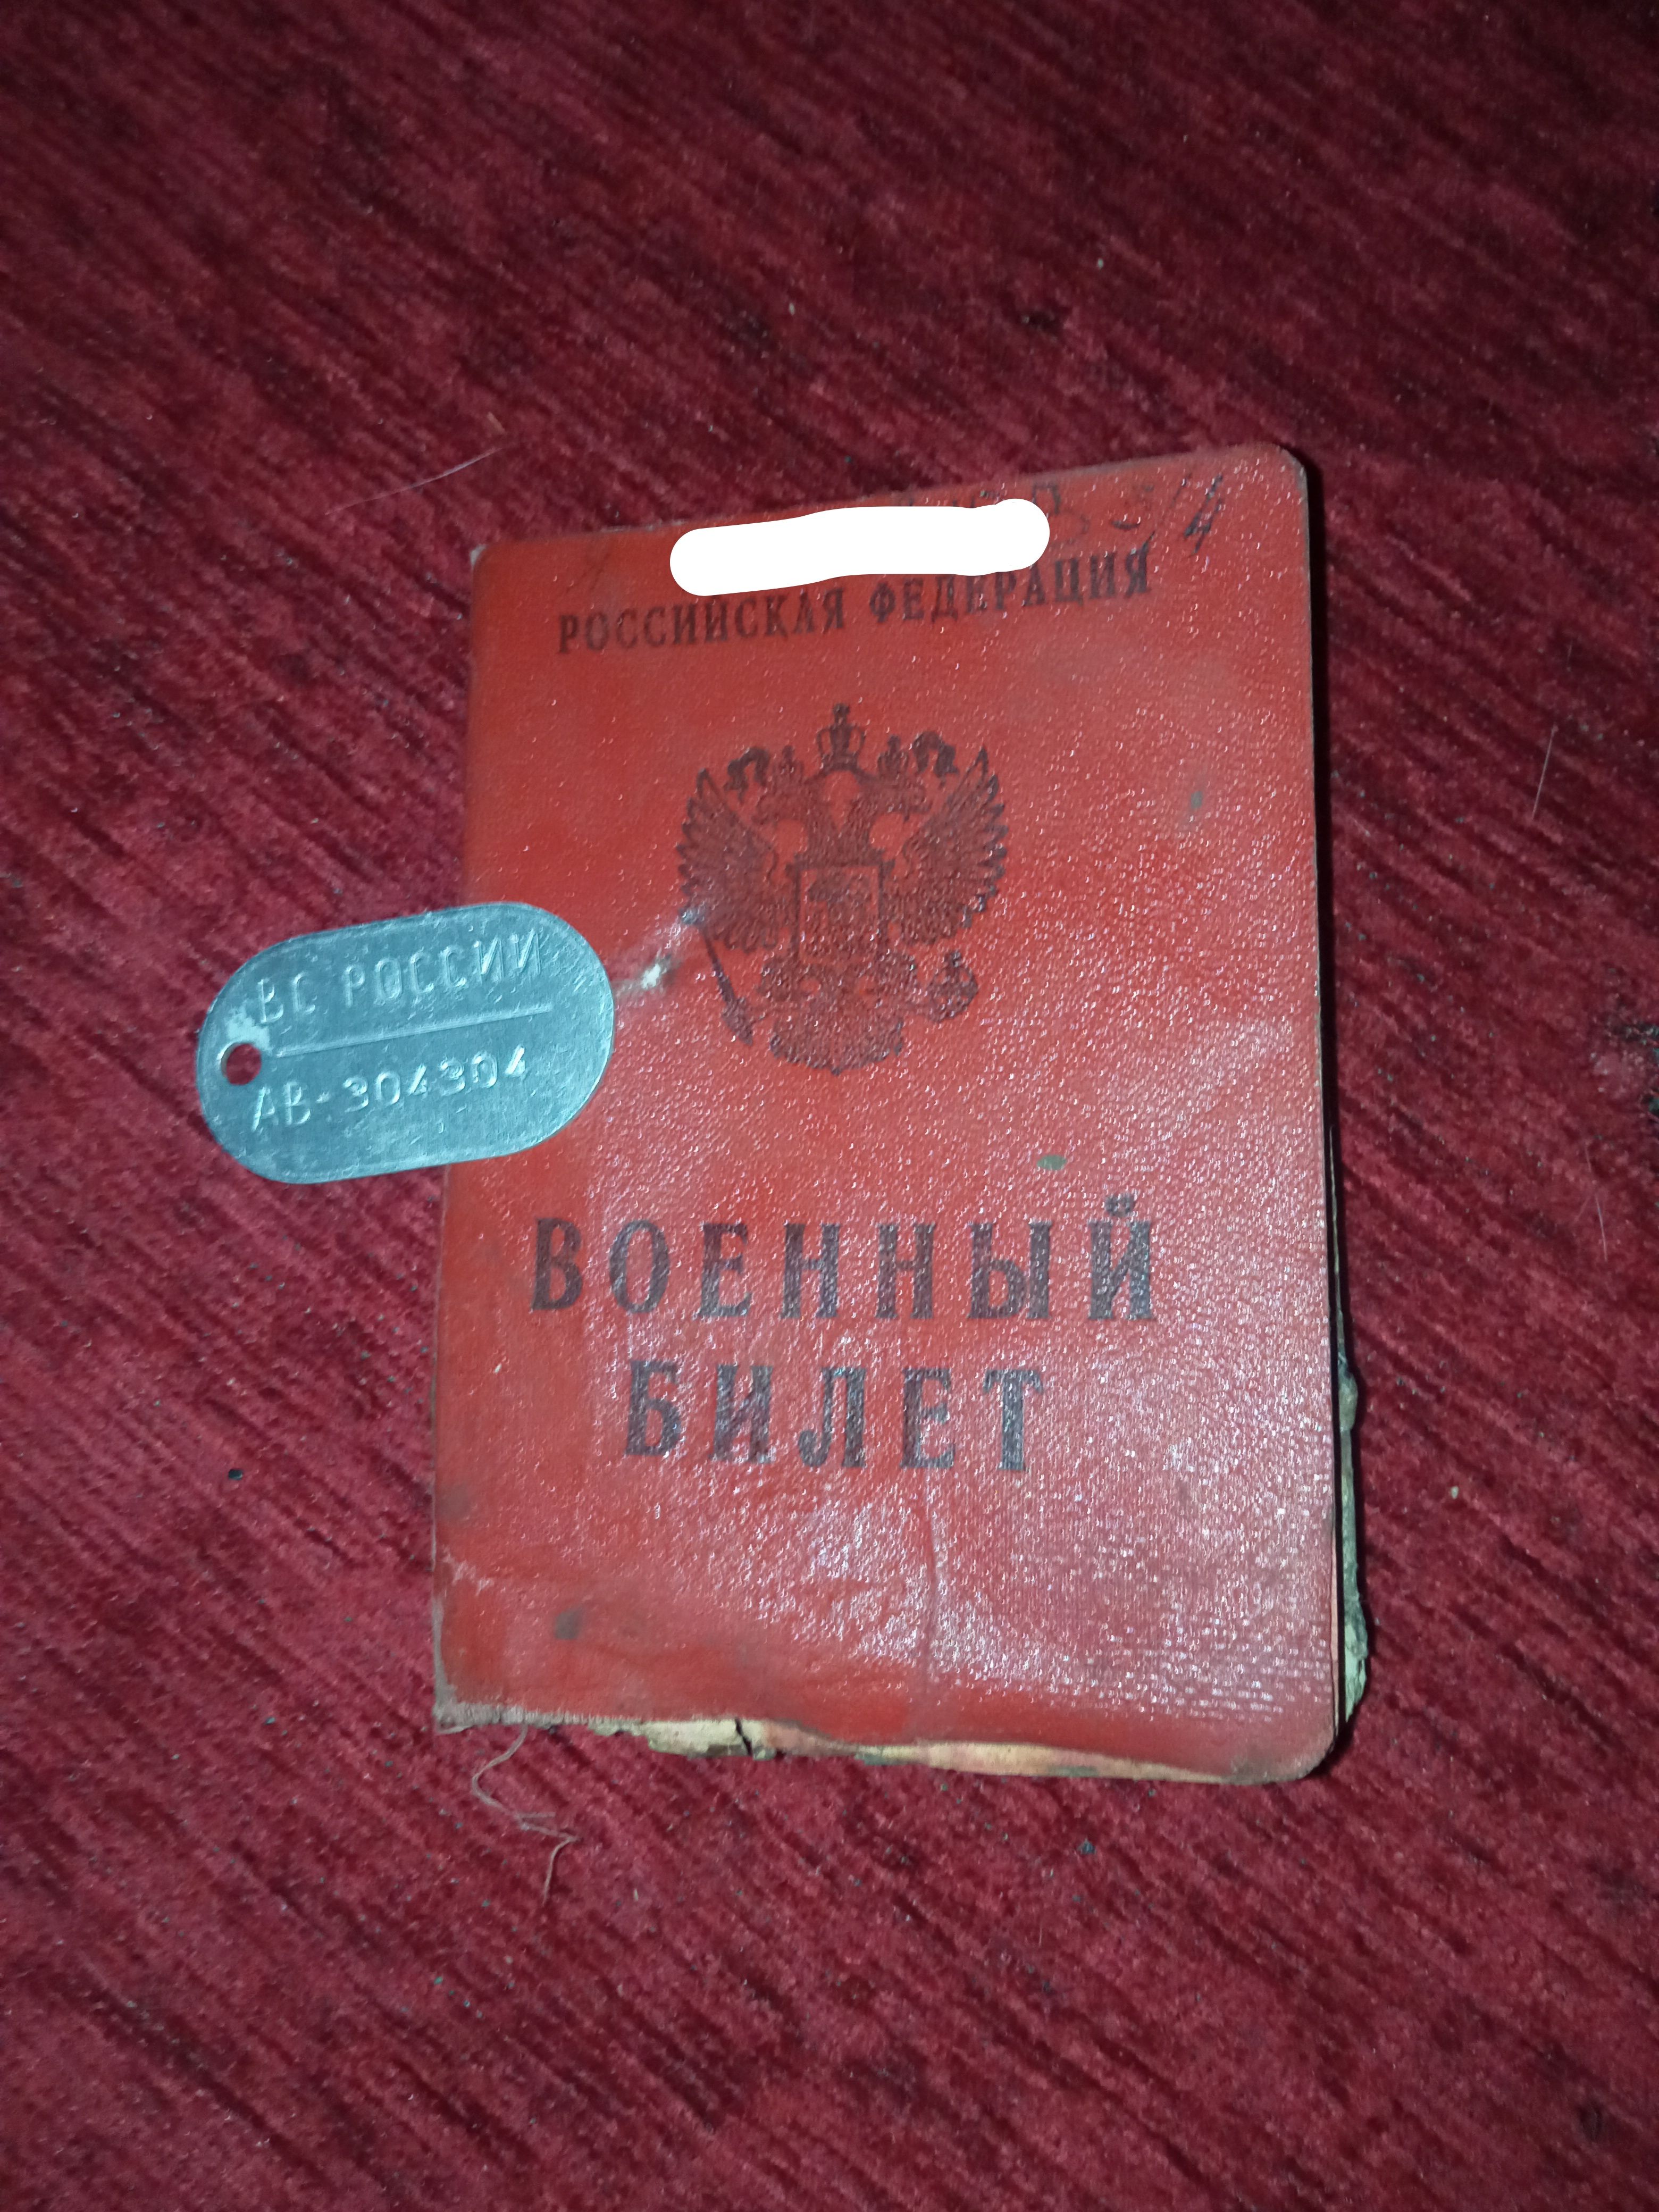 РОССИЙСКАЯ ФЕДЕРАЦИЯ
ВС РОССИИ
АВ-304304
ВОЕННЫЙ
БИЛЕТ